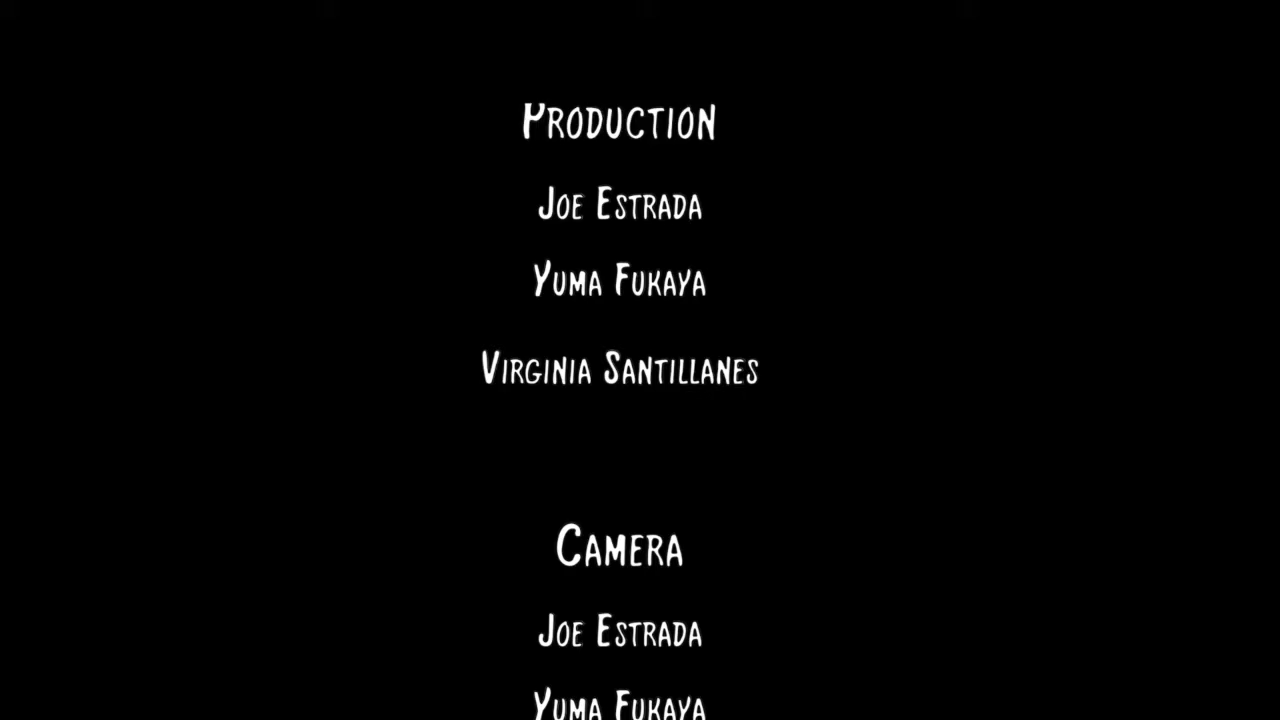 Production
Joe Estrada
Yuma Fukaya
Virginia Santillanes
Camera
Joe Estrada
Yuma Fukaya